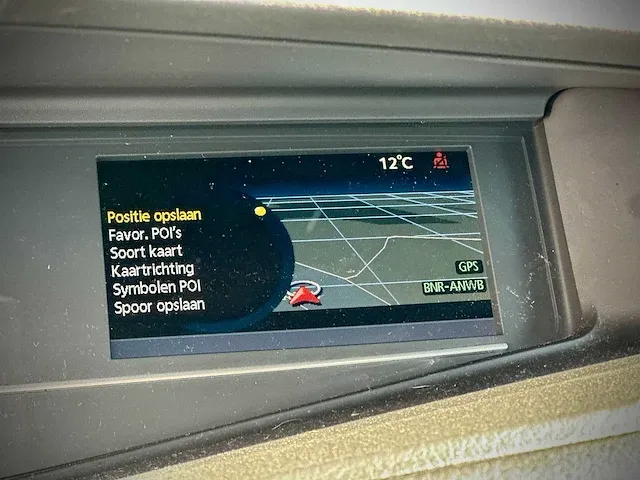 12°C
Positie opslaan
Favor. POI's
Soort kaart
Kaartrichting
Symbolen POI
Spoor opslaan
GPS
BNR-ANWB